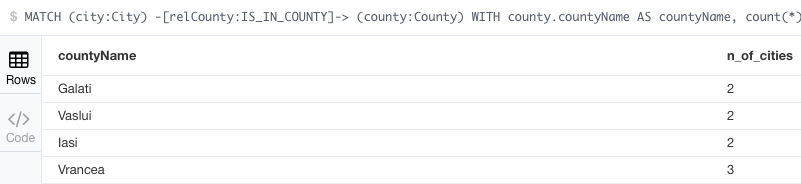 $ MATCH (city:City) -[relCounty:IS_IN_COUNTY]-> (county:County) WITH county.countyName AS countyName, count(*)
countyName n_of_cities
Rows
Galati 2
Vaslui 2
Code
Iasi 2
Vrancea 3